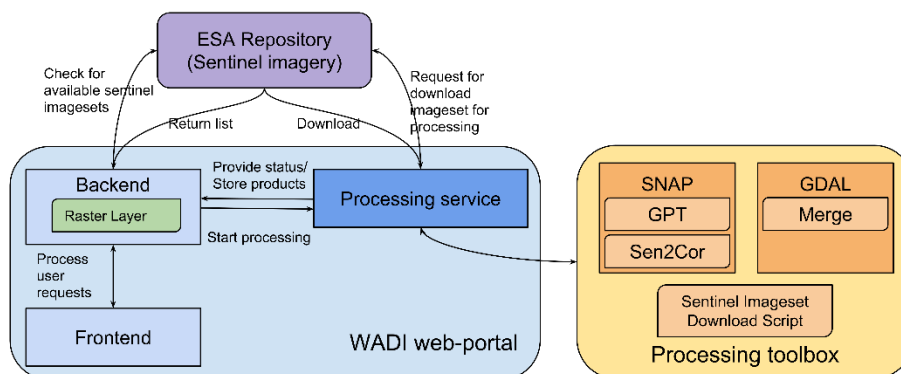 ESA Repository
(Sentinel imagery)
Check for
available sentinel
imagesets
Return list
Download
Request for
download
imageset for
processing
Backend
Raster Layer
Provide status/
Store products
Start processing
Processing service
Process
user
requests
Frontend
WADI web-portal
SNAP
GPT
Sen2Cor
GDAL
Merge
Sentinel Imageset
Download Script
Processing toolbox